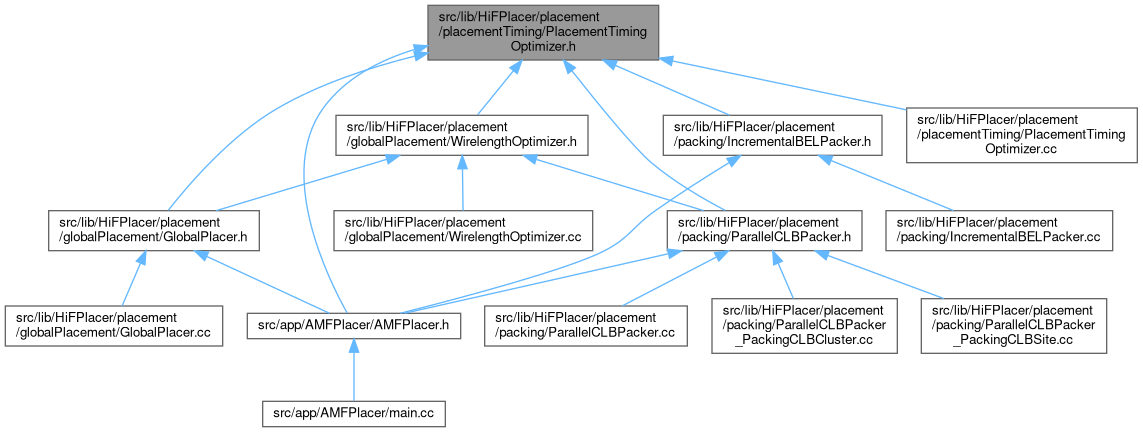 src/lib/HiFPlacer/placement
/placementTiming/PlacementTiming
Optimizer.h
src/lib/HiFPlacer/placement
/globalPlacement/WirelengthOptimizer.h
src/lib/HiFPlacer/placement
/packing/IncrementalBELPacker.h
src/lib/HiFPlacer/placement
/placementTiming/PlacementTiming
Optimizer.cc
src/lib/HiFPlacer/placement
/globalPlacement/GlobalPlacer.h
src/lib/HiFPlacer/placement
/globalPlacement/WirelengthOptimizer.cc
src/lib/HiFPlacer/placement
/packing/ParallelCLBPacker.h
src/lib/HiFPlacer/placement
/packing/IncrementalBELPacker.cc
src/lib/HiFPlacer/placement
/globalPlacement/GlobalPlacer.cc
src/app/AMFPlacer/AMFPlacer.h
src/lib/HiFPlacer/placement
/packing/ParallelCLBPacker.cc
src/lib/HiFPlacer/placement
/packing/ParallelCLBPacker
_PackingCLBCluster.cc
src/lib/HiFPlacer/placement
/packing/ParallelCLBPacker
_PackingCLBSite.cc
src/app/AMFPlacer/main.cc